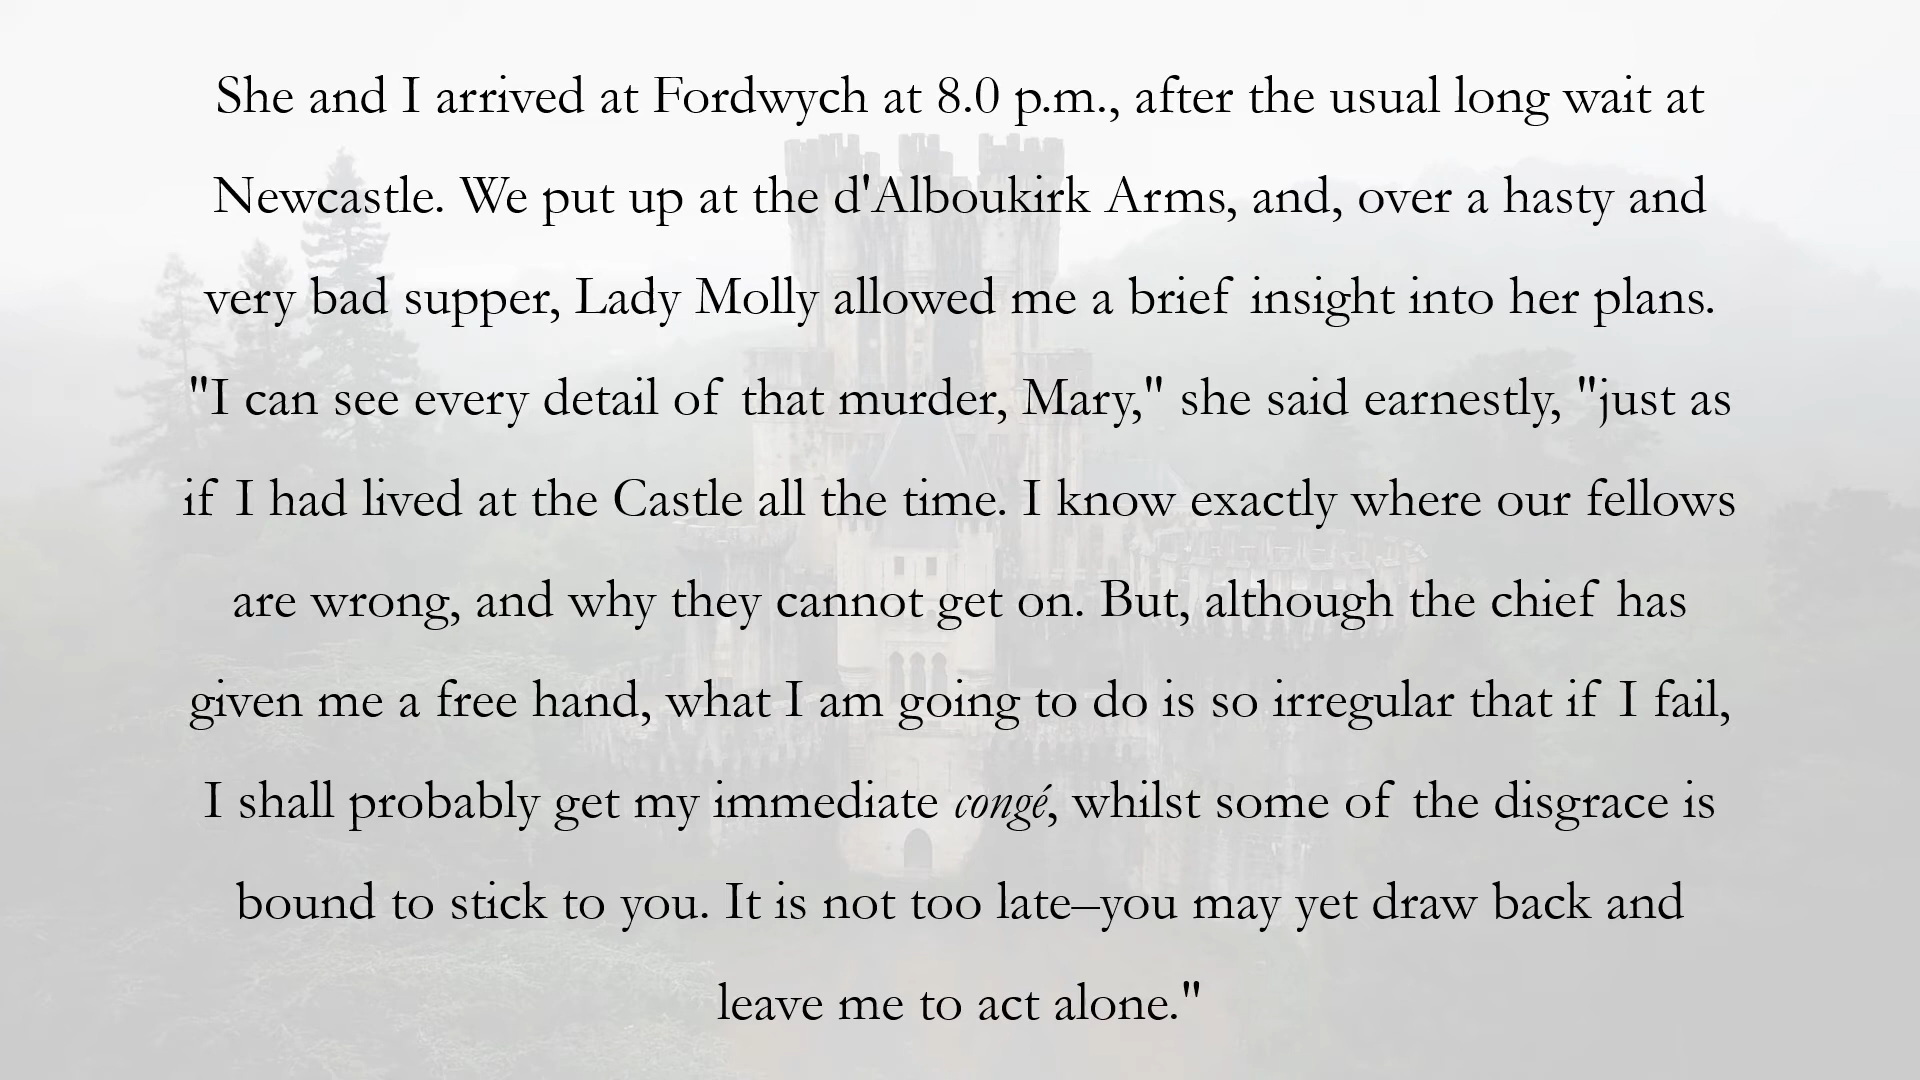 She and I arrived at Fordwych at 8.0 p.m., after the usual long wait at
Newcastle. We put up at the d'Alboukirk Arms, and, over a hasty and
very bad supper, Lady Molly allowed me a brief insight into her plans.
"I can see every detail of that murder, Mary," she said earnestly, "just as
if I had lived at the Castle all the time. I know exactly where our fellows
are wrong, and why they cannot get on. But, although the chief has
given me a free hand, what I am going to do is so irregular that if I fail,
I shall probably get my immediate congé, whilst some of the disgrace is
bound to stick to you. It is not too late–you may yet draw back and
leave me to act alone."